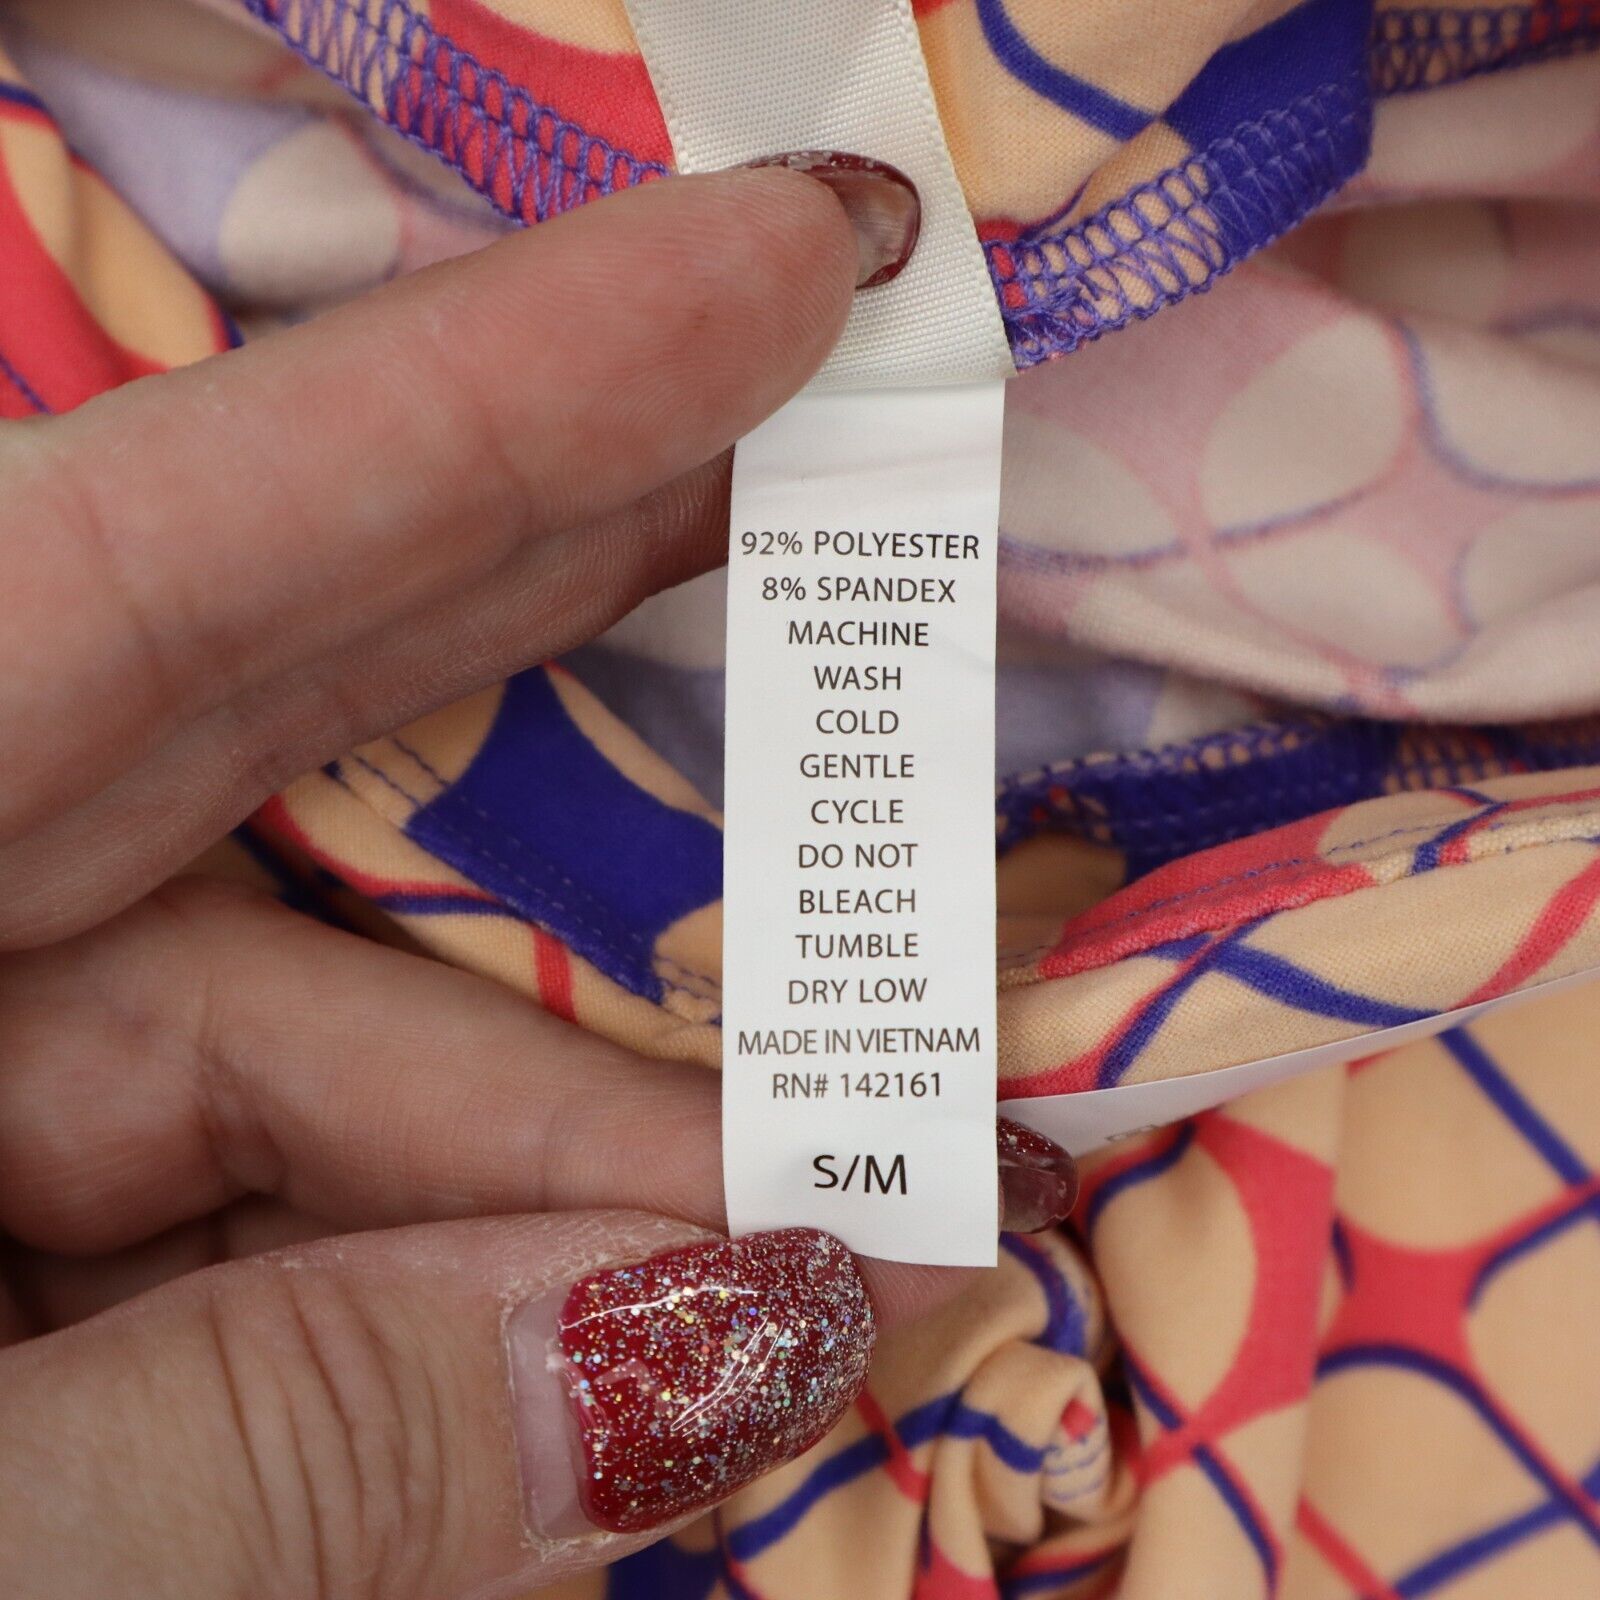 92% POLYESTER
8% SPANDEX
MACHINE
WASH
COLD
GENTLE
CYCLE
DO NOT
BLEACH
TUMBLE
DRY LOW
MADE IN VIETNAM
RN# 142161
S/M